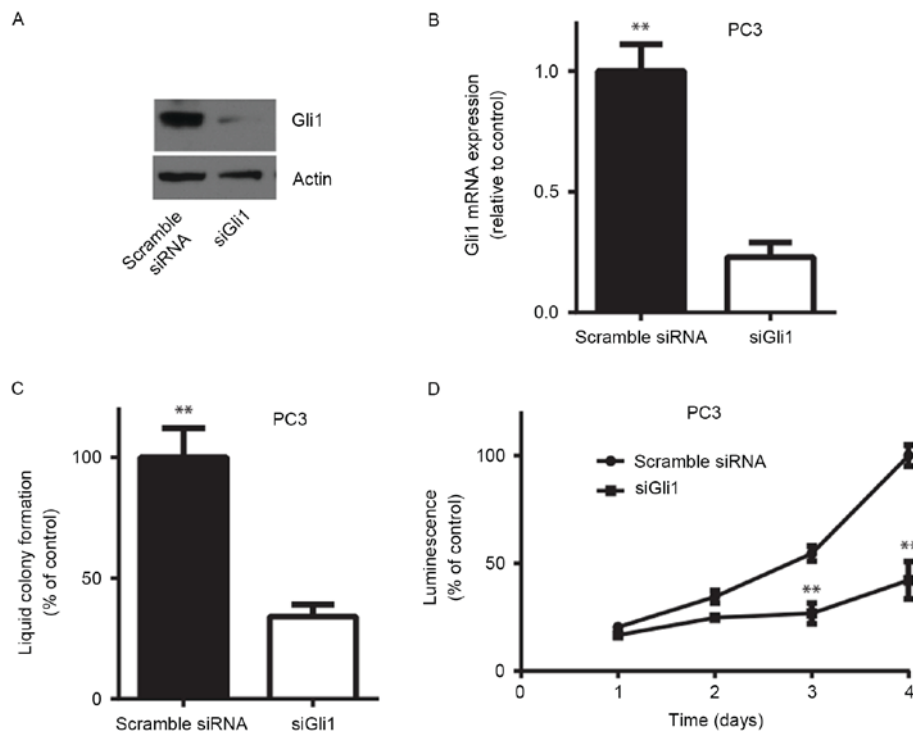 A
Gli1
Actin
Scramble
siRNA
siGli1
B
PC3
**
Gli1 mRNA expression
(relative to control)
1.0
0.5
0.0
Scramble siRNA
siGli1
C
PC3
**
Liquid colony formation
(% of control)
100
50
0
Scramble siRNA
siGli1
D
PC3
Scramble siRNA
siGli1
Luminescence
(% of control)
100
50
0
**
**
0
1
2
3
4
Time (days)